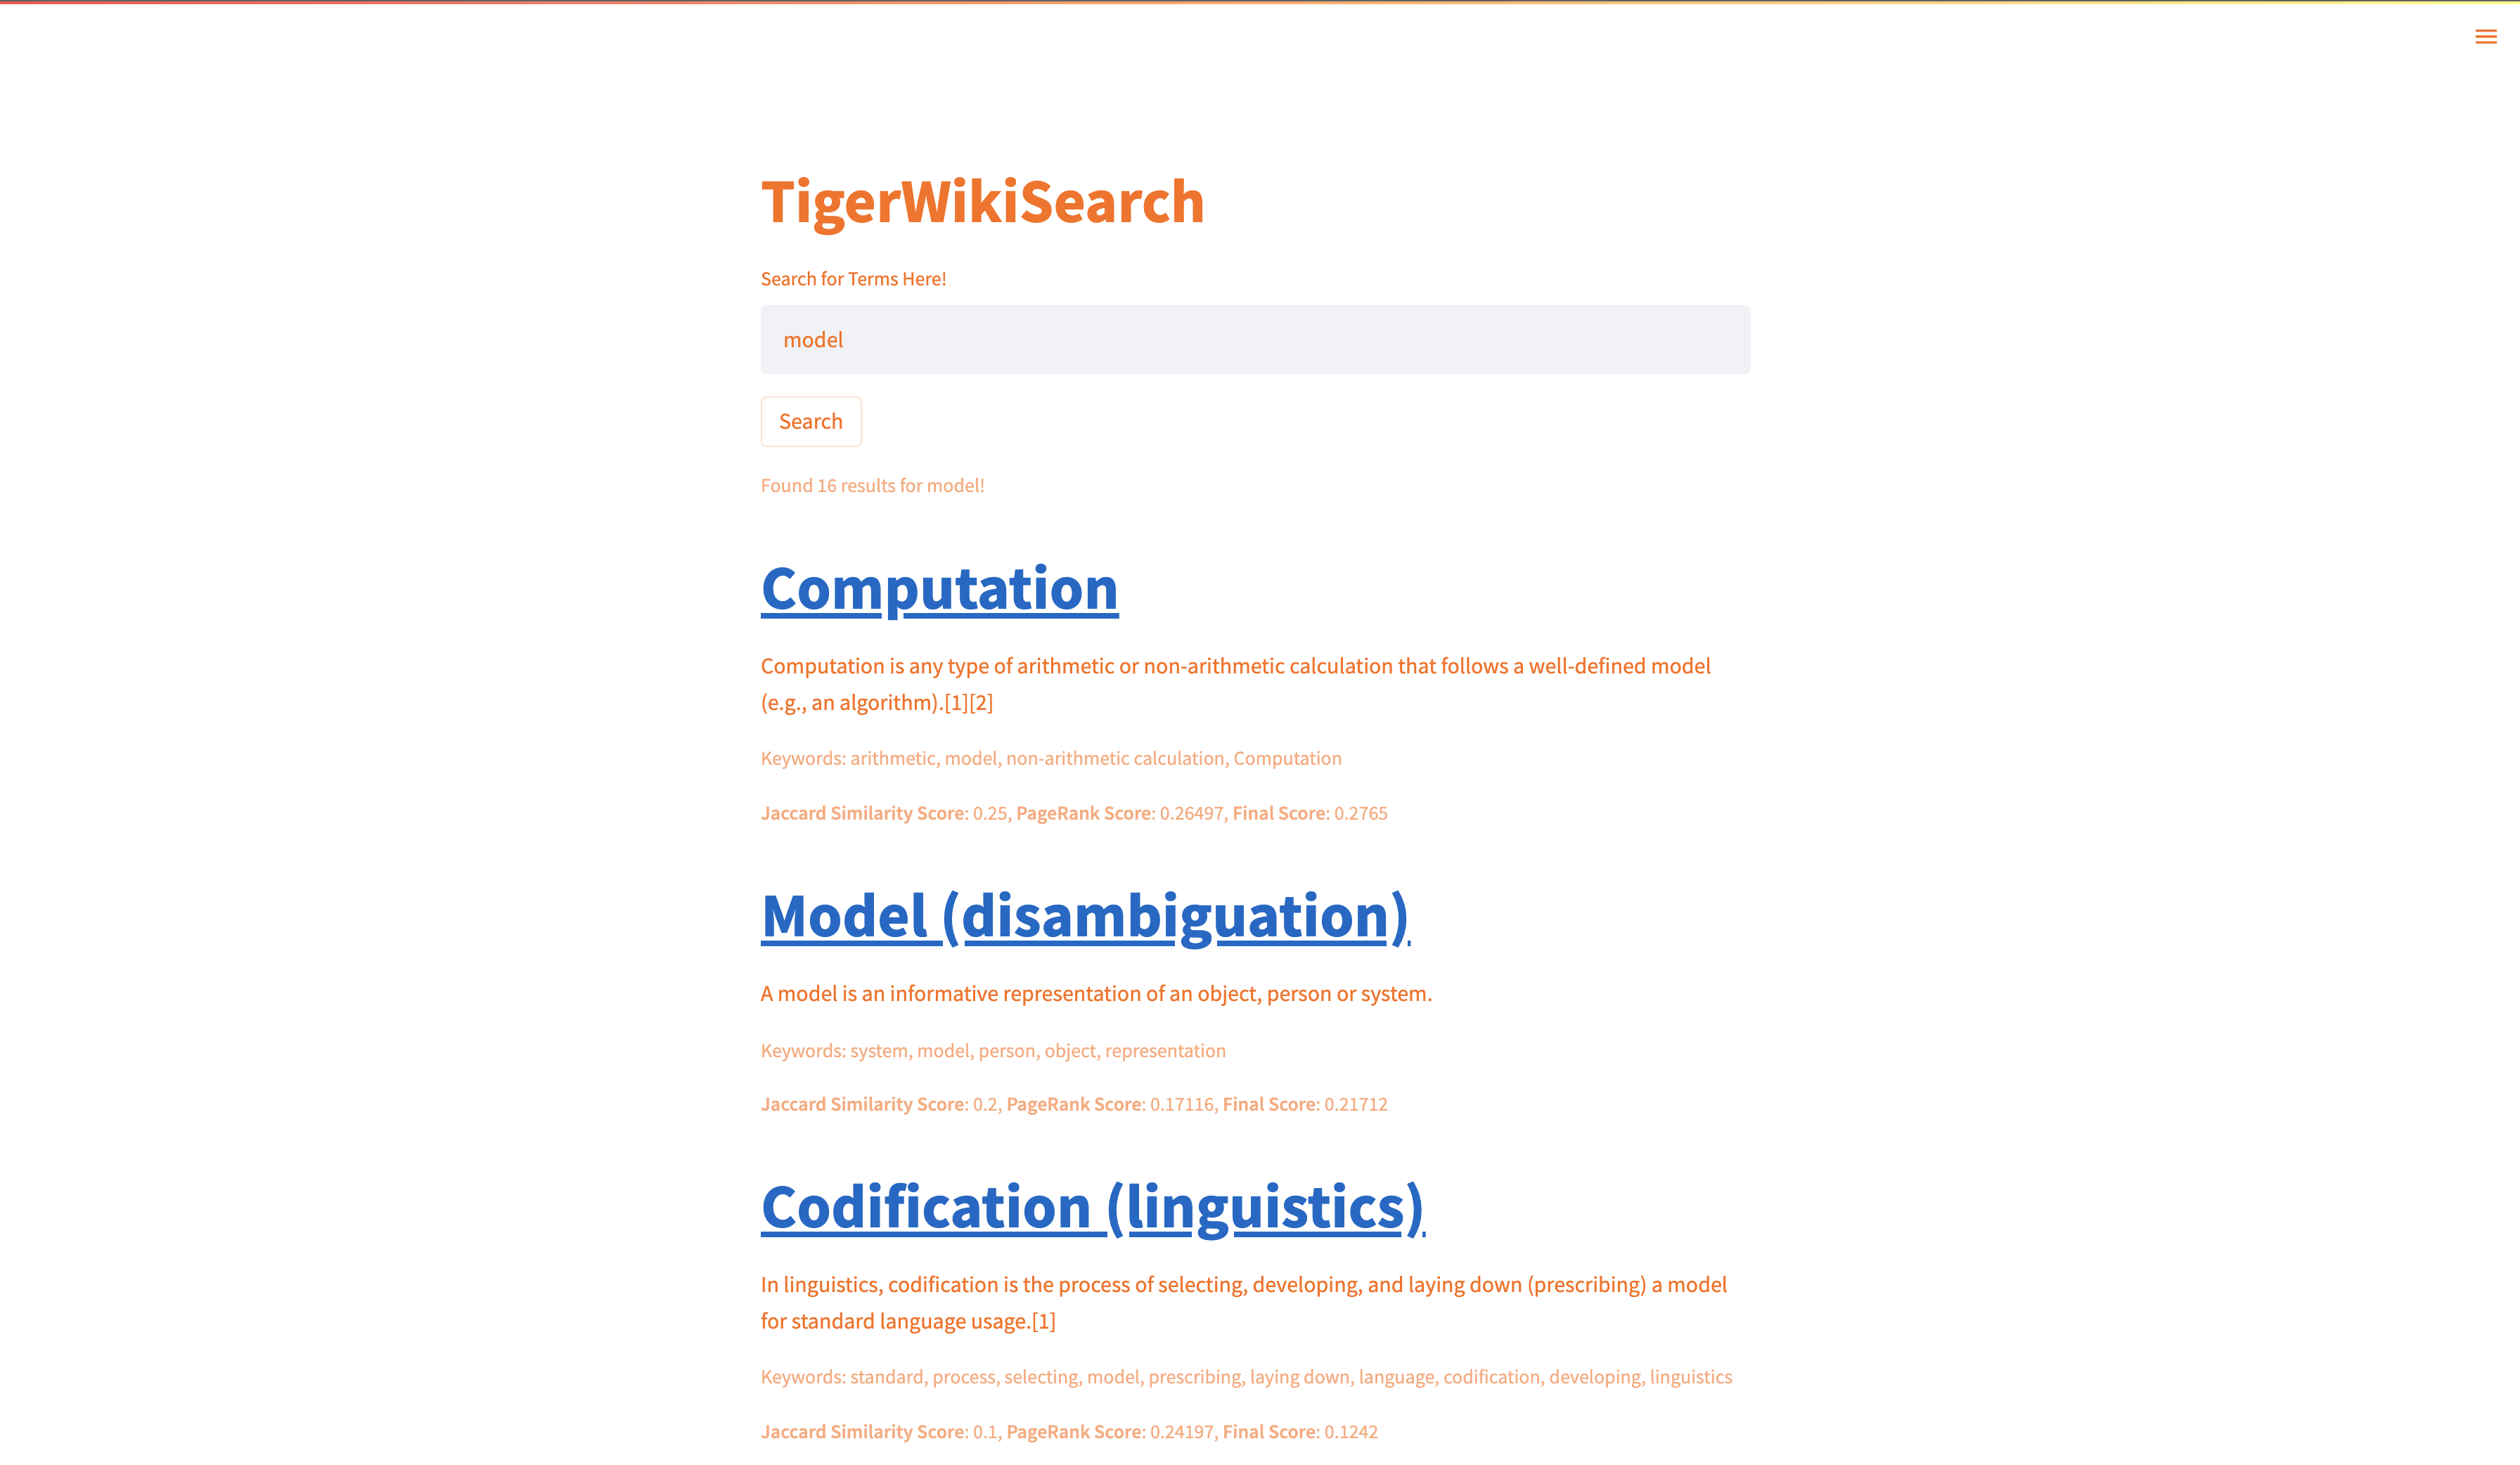 TigerWikiSearch
Search for Terms Here!
model
Search
Found 16 results for model!
Computation
Computation is any type of arithmetic or non-arithmetic calculation that follows a well-defined model
(e.g., an algorithm).[1][2]
Keywords: arithmetic, model, non-arithmetic calculation, Computation
Jaccard Similarity Score: 0.25, PageRank Score: 0.26497, Final Score: 0.2765
Model (disambiguation)
A model is an informative representation of an object, person or system.
Keywords: system, model, person, object, representation
Jaccard Similarity Score: 0.2, PageRank Score: 0.17116, Final Score: 0.21712
Codification (linguistics)
In linguistics, codification is the process of selecting, developing, and laying down (prescribing) a model
for standard language usage.[1]
Keywords: standard, process, selecting, model, prescribing, laying down, language, codification, developing, linguistics
Jaccard Similarity Score: 0.1, PageRank Score: 0.24197, Final Score: 0.1242